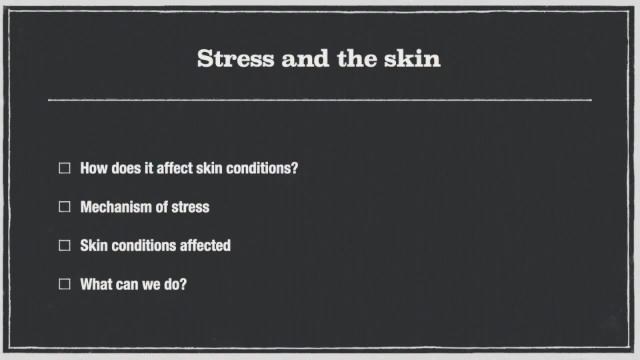 Stress and the skin
How does it affect skin conditions?
Mechanism of stress
Skin conditions affected
What can we do?